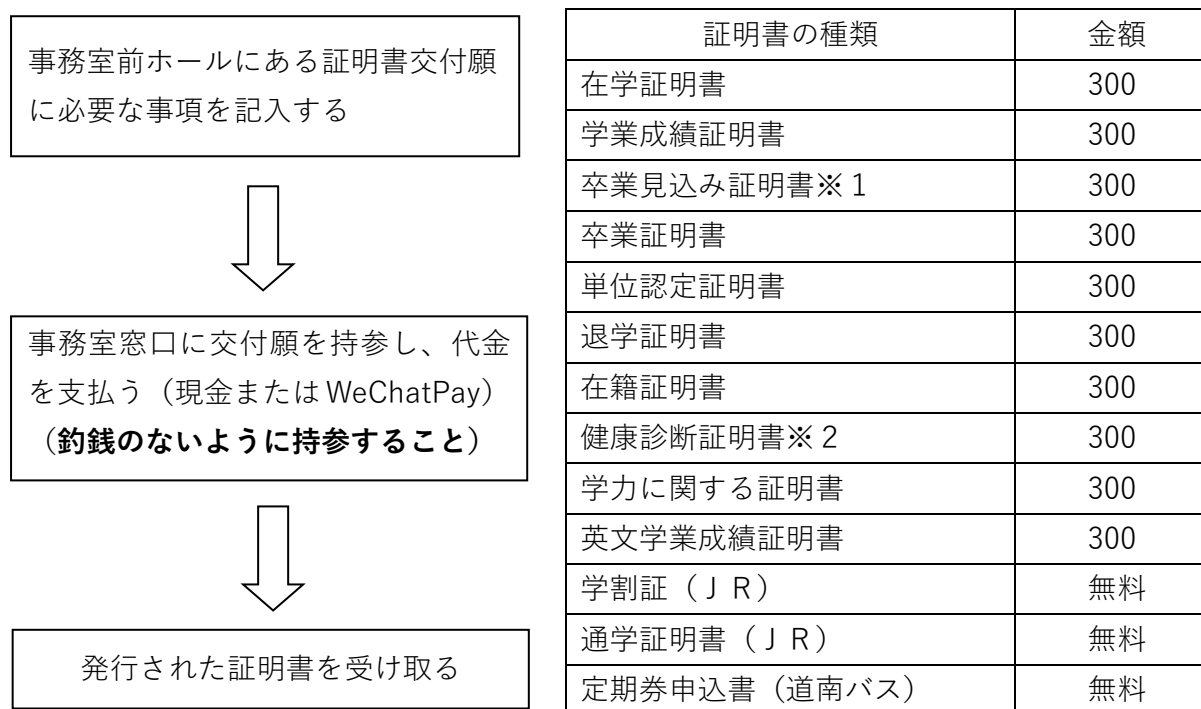 事務室前ホールにある証明書交付願
に必要な事項を記入する
事務室窓口に交付願を持参し、代金
を支払う（現金または WeChatPay）
（釣銭のないように持参すること）
発行された証明書を受け取る
証明書の種類 金額
在学証明書 300
学業成績証明書 300
卒業見込み証明書※１ 300
卒業証明書 300
単位認定証明書 300
退学証明書 300
在籍証明書 300
健康診断証明書※２ 300
学力に関する証明書 300
英文学業成績証明書 300
学割証（ＪＲ） 無料
通学証明書（ＪＲ） 無料
定期券申込書（道南バス） 無料